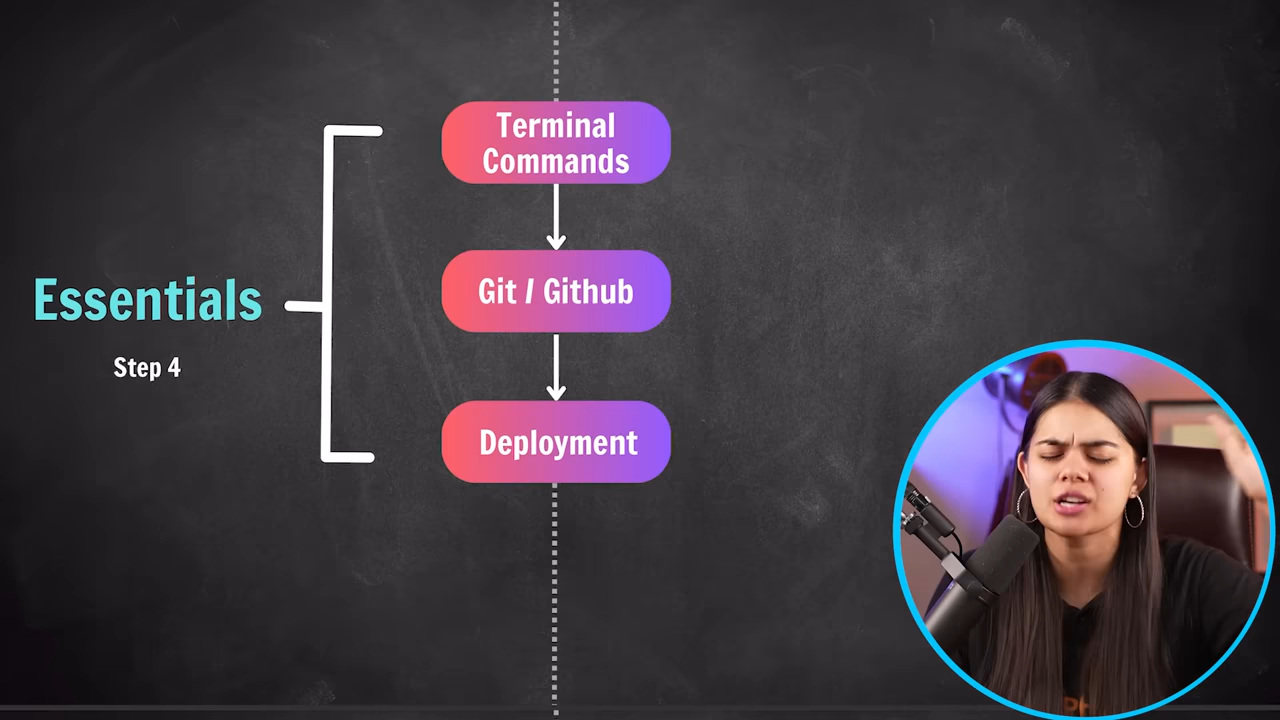 Terminal
Commands
Git / Github
Essentials
Step 4
Deployment